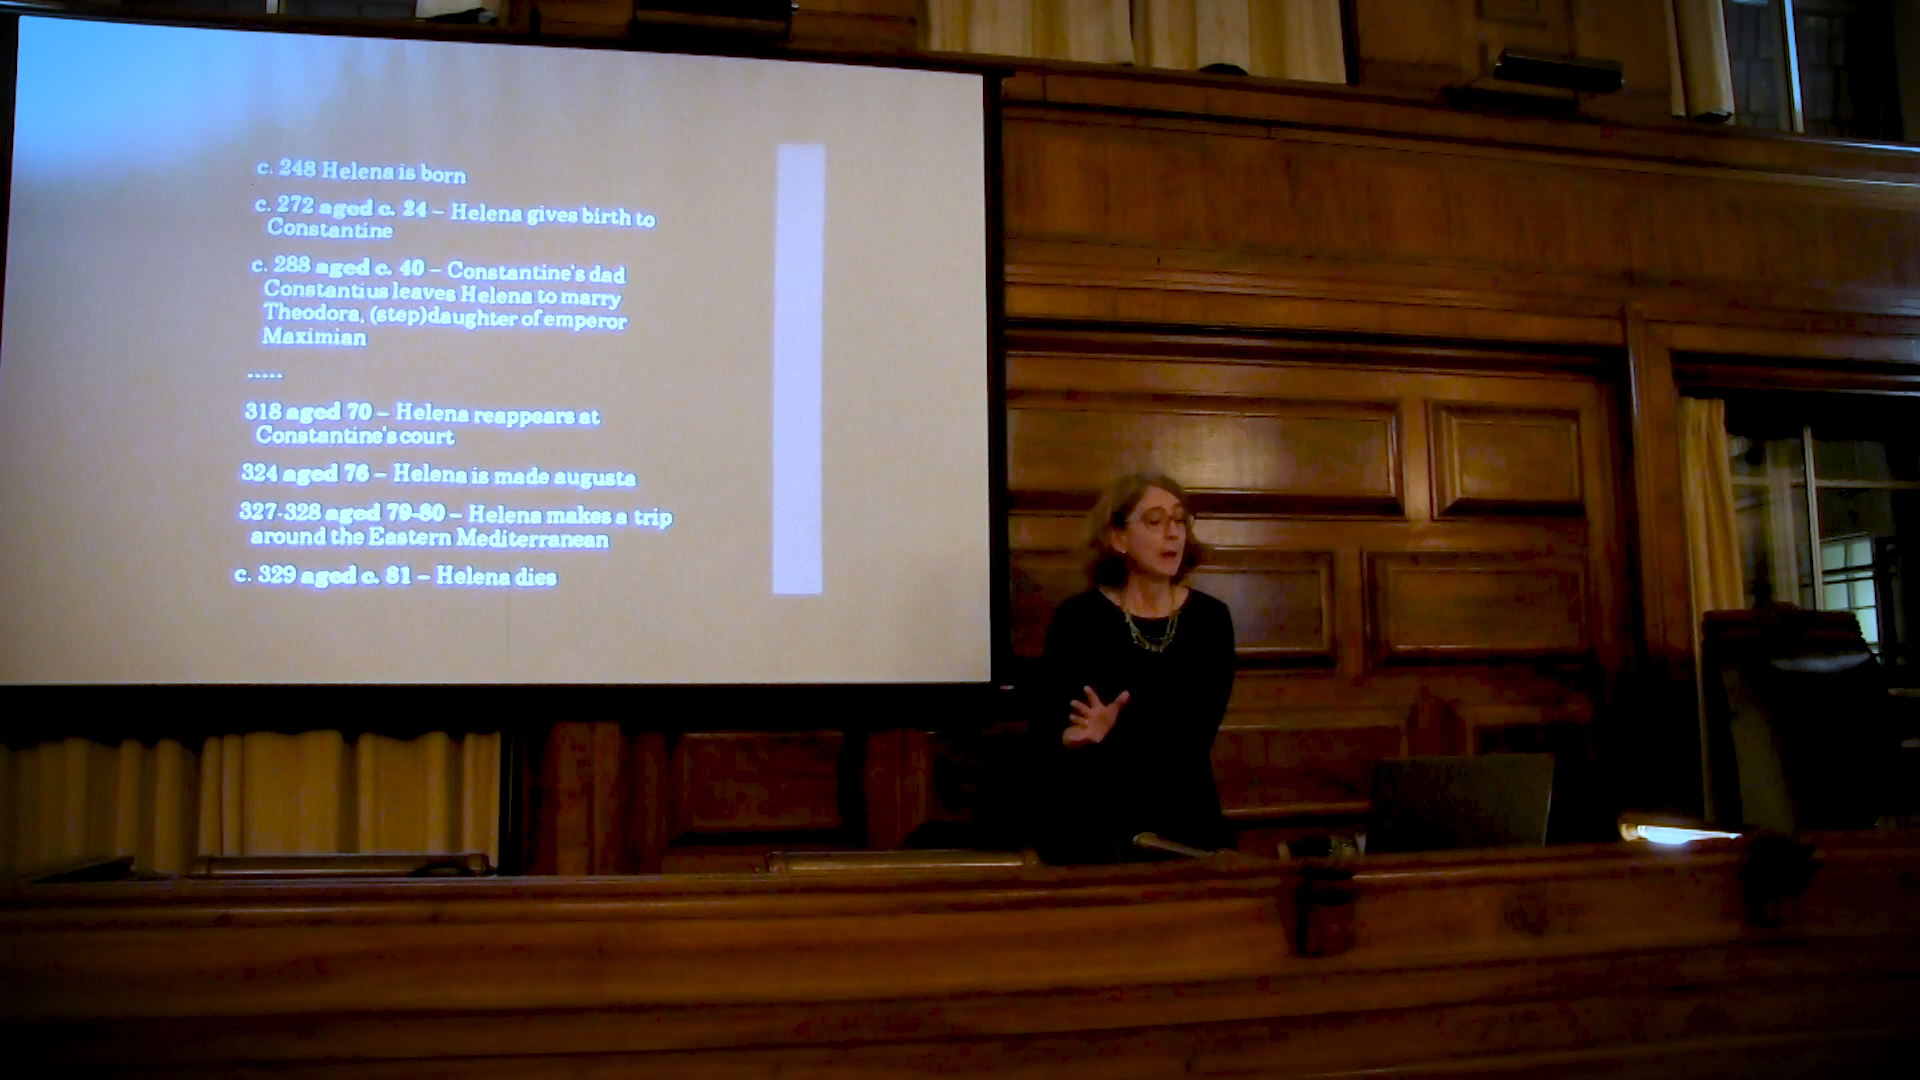 c. 248 Helena is born
c. 272 aged c. 24 – Helena gives birth to
Constantine
c. 288 aged c. 40 – Constantine's dad
Constantius leaves Helena to marry
Theodora, (step)daughter of emperor
Maximian
.....
318 aged 70 – Helena reappears at
Constantine's court
324 aged 76 – Helena is made augusta
327-328 aged 79-80 – Helena makes a trip
around the Eastern Mediterranean
c. 329 aged c. 81 – Helena dies